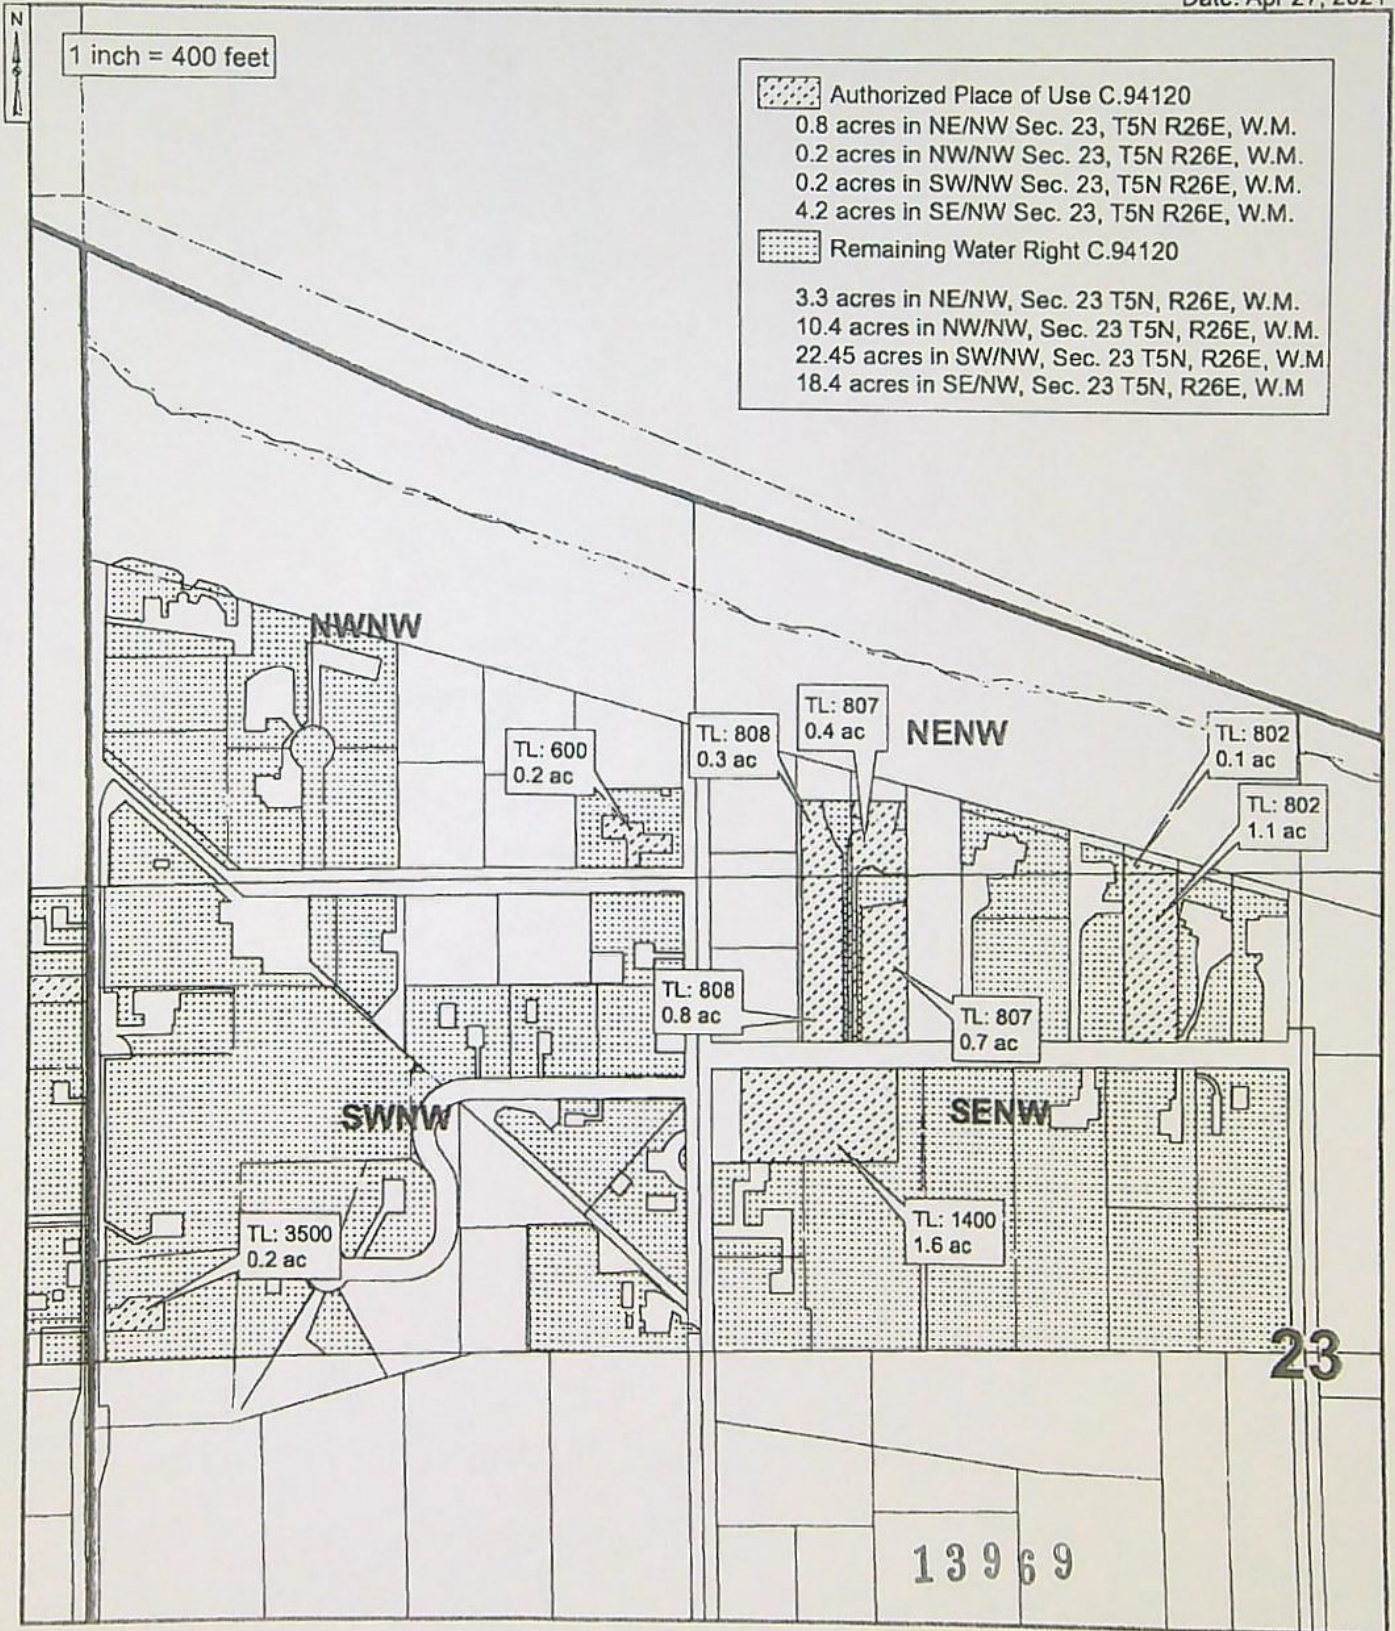 Date: Apr 27, 2021
N
1 inch = 400 feet
Authorized Place of Use C.94120
0.8 acres in NE/NW Sec. 23, T5N R26E, W.M.
0.2 acres in NW/NW Sec. 23, T5N R26E, W.M.
0.2 acres in SW/NW Sec. 23, T5N R26E, W.M.
4.2 acres in SE/NW Sec. 23, T5N R26E, W.M.
Remaining Water Right C.94120
3.3 acres in NE/NW, Sec. 23 T5N, R26E, W.M.
10.4 acres in NW/NW, Sec. 23 T5N, R26E, W.M.
22.45 acres in SW/NW, Sec. 23 T5N, R26E, W.M
18.4 acres in SE/NW, Sec. 23 T5N, R26E, W.M
NWNW
TL: 600
0.2 ac
TL: 808
0.3 ac
TL: 807
0.4 ac
NENW
TL: 802
0.1 ac
TL: 802
1.1 ac
TL: 808
0.8 ac
TL: 807
0.7 ac
SWNW
SENW
TL: 3500
0.2 ac
TL: 1400
1.6 ac
23
13969